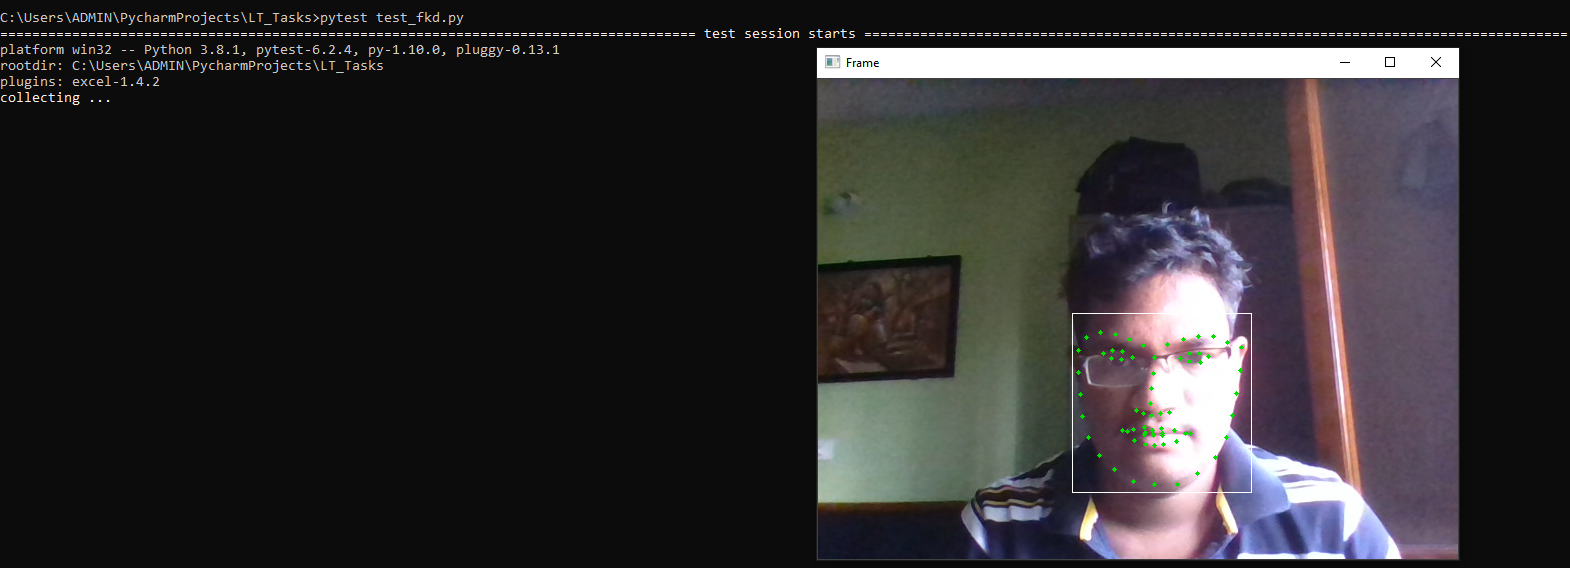 C:\Users\ADMIN\PycharmProjects\LT_Tasks>pytest test_fkd.py
======================================================================================= test session starts ========================================================================================
platform win32 -- Python 3.8.1, pytest-6.2.4, py-1.10.0, pluggy-0.13.1
rootdir: C:\Users\ADMIN\PycharmProjects\LT_Tasks
plugins: excel-1.4.2
collecting ...
Frame